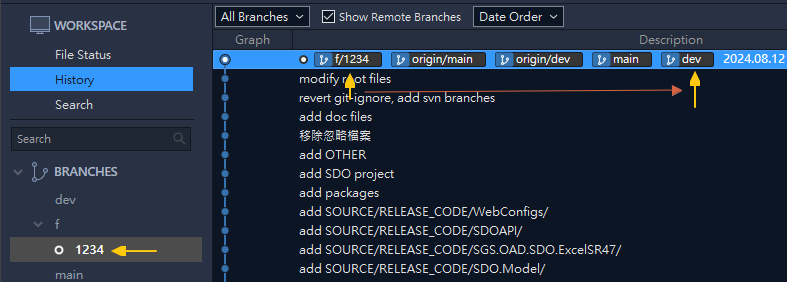 WORKSPACE
File Status
History
Search
Search
BRANCHES
dev
f
1234
main
All Branches
Show Remote Branches
Date Order
Graph
Description
f/1234 origin/main origin/dev main dev 2024.08.12
modify root files
revert git-ignore, add svn branches
add doc files
移除忽略檔案
add OTHER
add SDO project
add packages
add SOURCE/RELEASE_CODE/WebConfigs/
add SOURCE/RELEASE_CODE/SDOAPI/
add SOURCE/RELEASE_CODE/SGS.OAD.SDO.ExcelSR47/
add SOURCE/RELEASE_CODE/SDO.Model/